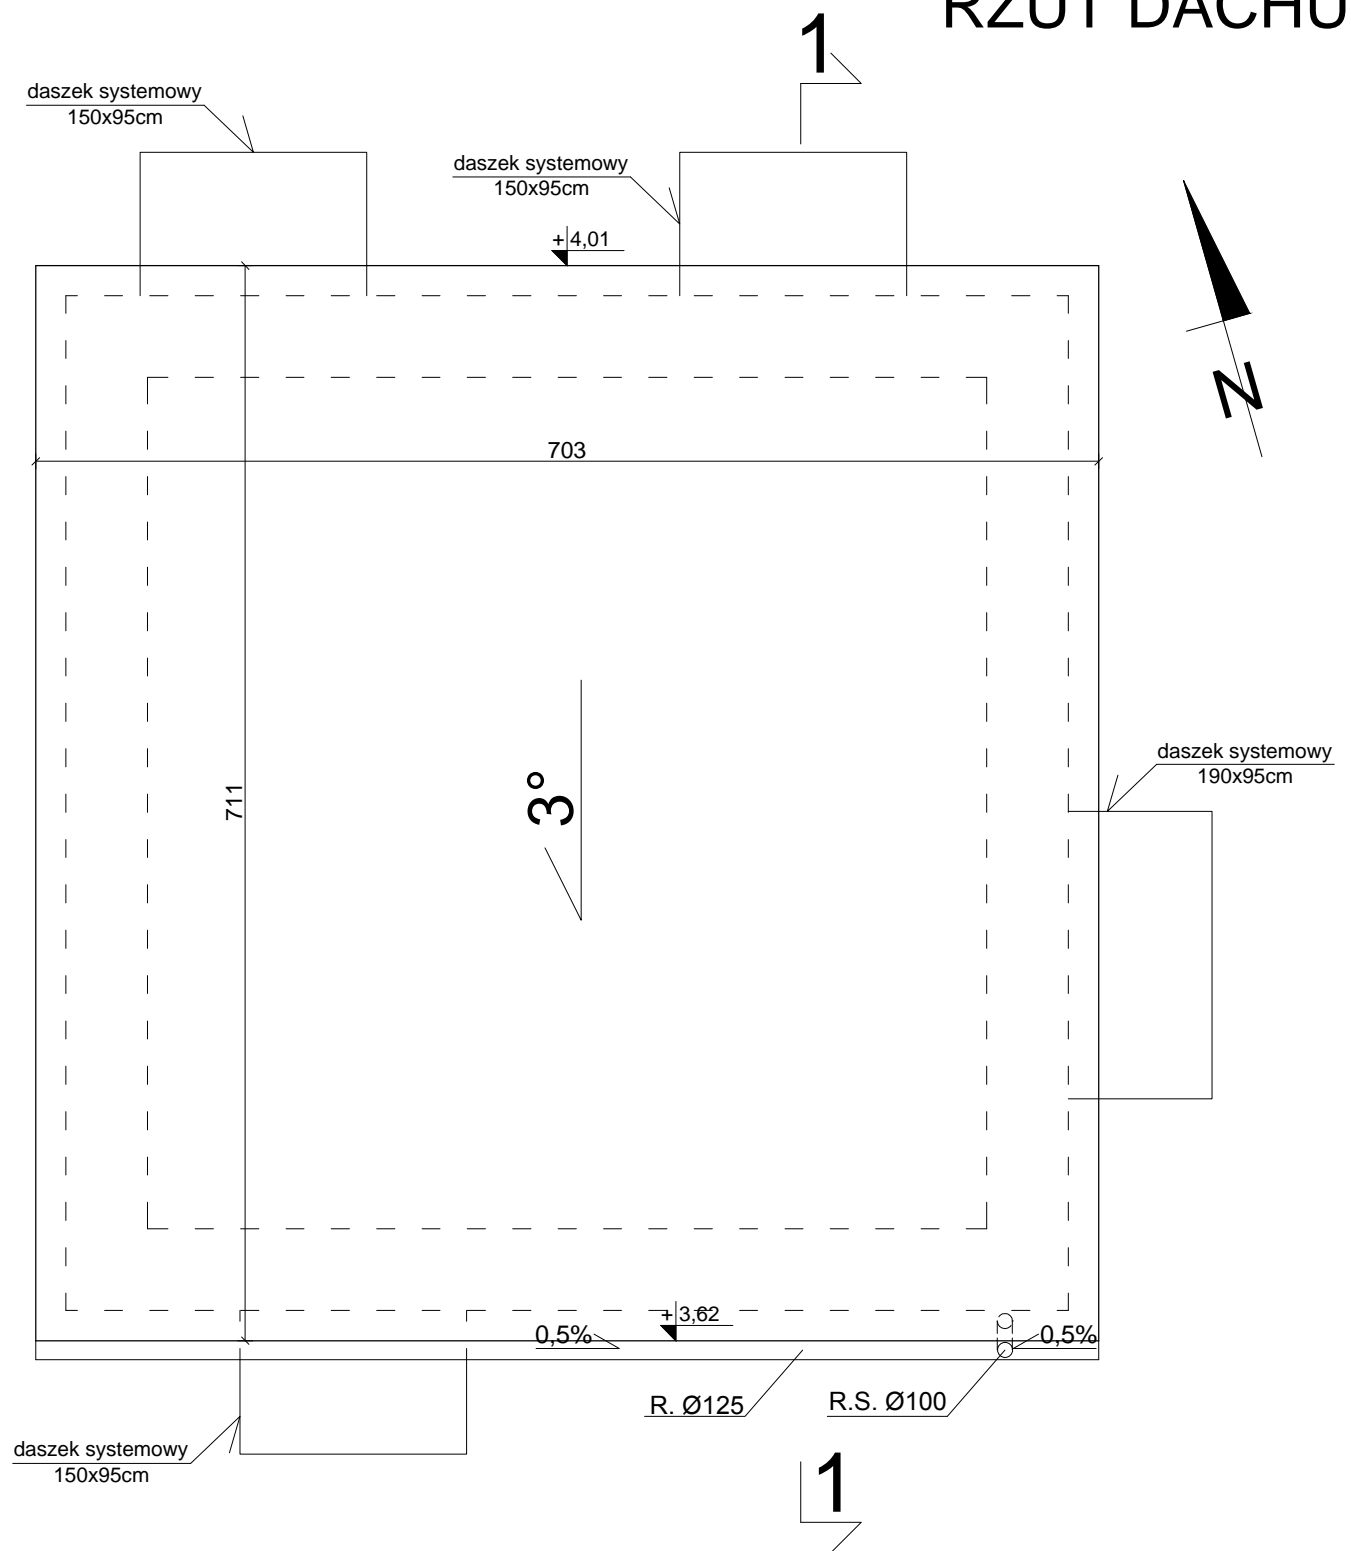 RZUT DACHU
1
daszek systemowy
150x95cm
daszek systemowy
150x95cm
+4,01
N
703
711
3°
daszek systemowy
190x95cm
+3,62
0,5%
0,5%
R. Ø125
R.S. Ø100
daszek systemowy
150x95cm
1